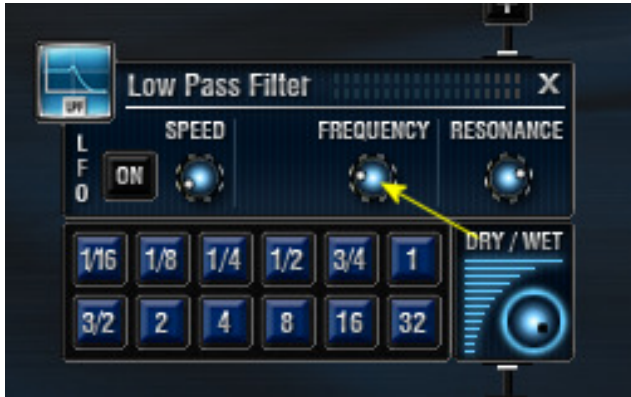 +
Low Pass Filter X
LPF
LFO ON SPEED FREQUENCY RESONANCE
1/16 1/8 1/4 1/2 3/4 1 DRY / WET
3/2 2 4 8 16 32